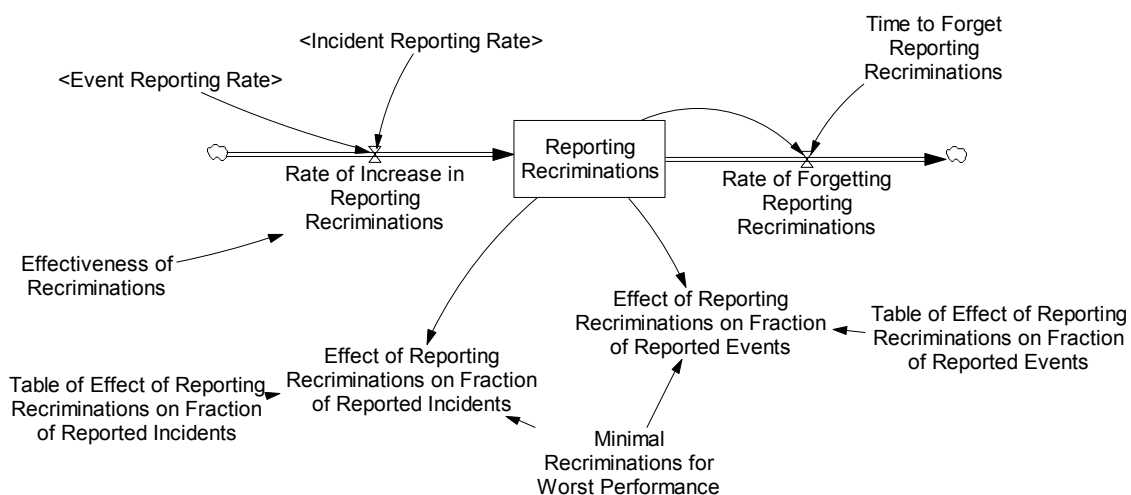 <Incident Reporting Rate>
<Event Reporting Rate>
Time to Forget
Reporting
Recriminations
Reporting
Recriminations
Rate of Increase in
Reporting
Recriminations
Rate of Forgetting
Reporting
Recriminations
Effectiveness of
Recriminations
Effect of Reporting
Recriminations on Fraction
of Reported Events
Table of Effect of Reporting
Recriminations on Fraction
of Reported Events
Effect of Reporting
Recriminations on Fraction
of Reported Incidents
Table of Effect of Reporting
Recriminations on Fraction
of Reported Incidents
Minimal
Recriminations for
Worst Performance